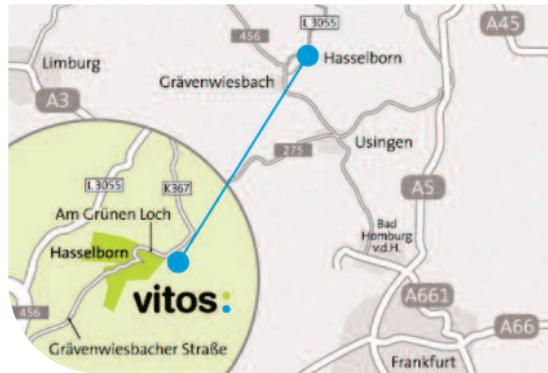 L3055
A45
456
Hasselborn
Limburg
Grävenwiesbach
A3
Usingen
275
L3055
K367
A5
Am Grünen Loch
Bad
Homburg
v.d.H.
Hasselborn
vitos:
A661
456
A66
Grävenwiesbacher Straße
Frankfurt